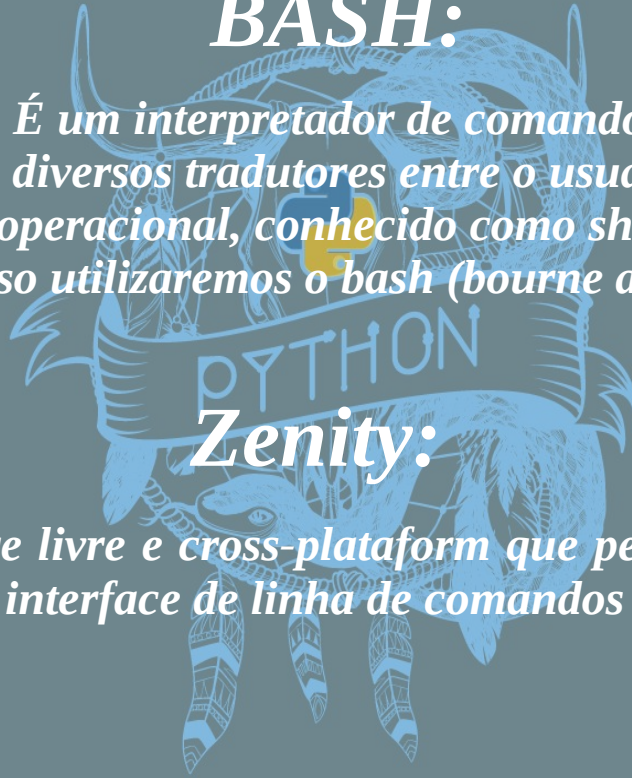 BASH:
É um interpretador de comando
diversos tradutores entre o usua
operacional, conhecido como sh
so utilizaremos o bash (bourne a
PYTHON
Zenity:
e livre e cross-plataform que pe
interface de linha de comandos